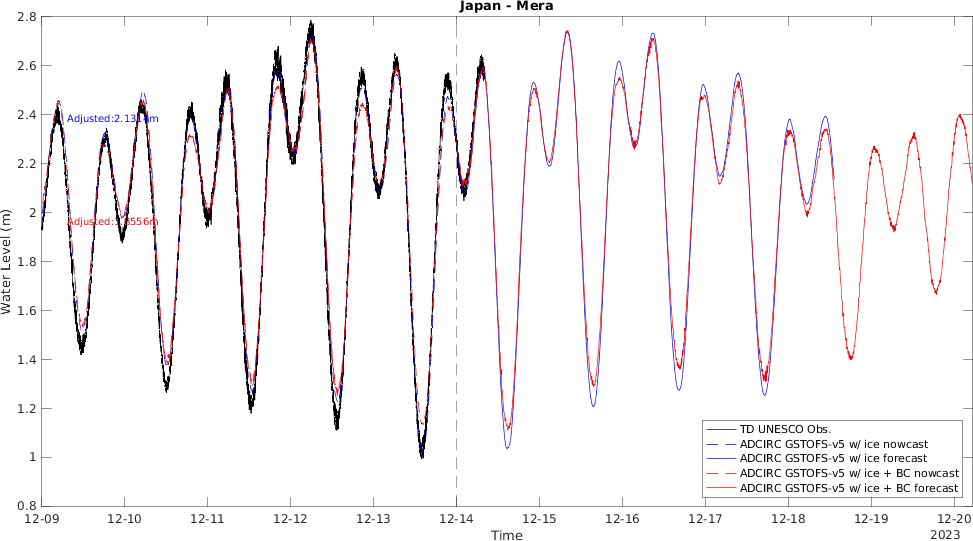 Japan - Mera
2.8
2.6
2.4
2.2
2
1.8
1.6
1.4
1.2
1
0.8
Water Level (m)
Adjusted:2.1314m
12-09
12-10
12-11
12-12
12-13
12-14
12-15
12-16
12-17
12-18
12-19
12-20
2023
Time
TD UNESCO Obs.
ADCIRC GSTOFS-v5 w/ ice nowcast
ADCIRC GSTOFS-v5 w/ ice forecast
ADCIRC GSTOFS-v5 w/ ice + BC nowcast
ADCIRC GSTOFS-v5 w/ ice + BC forecast